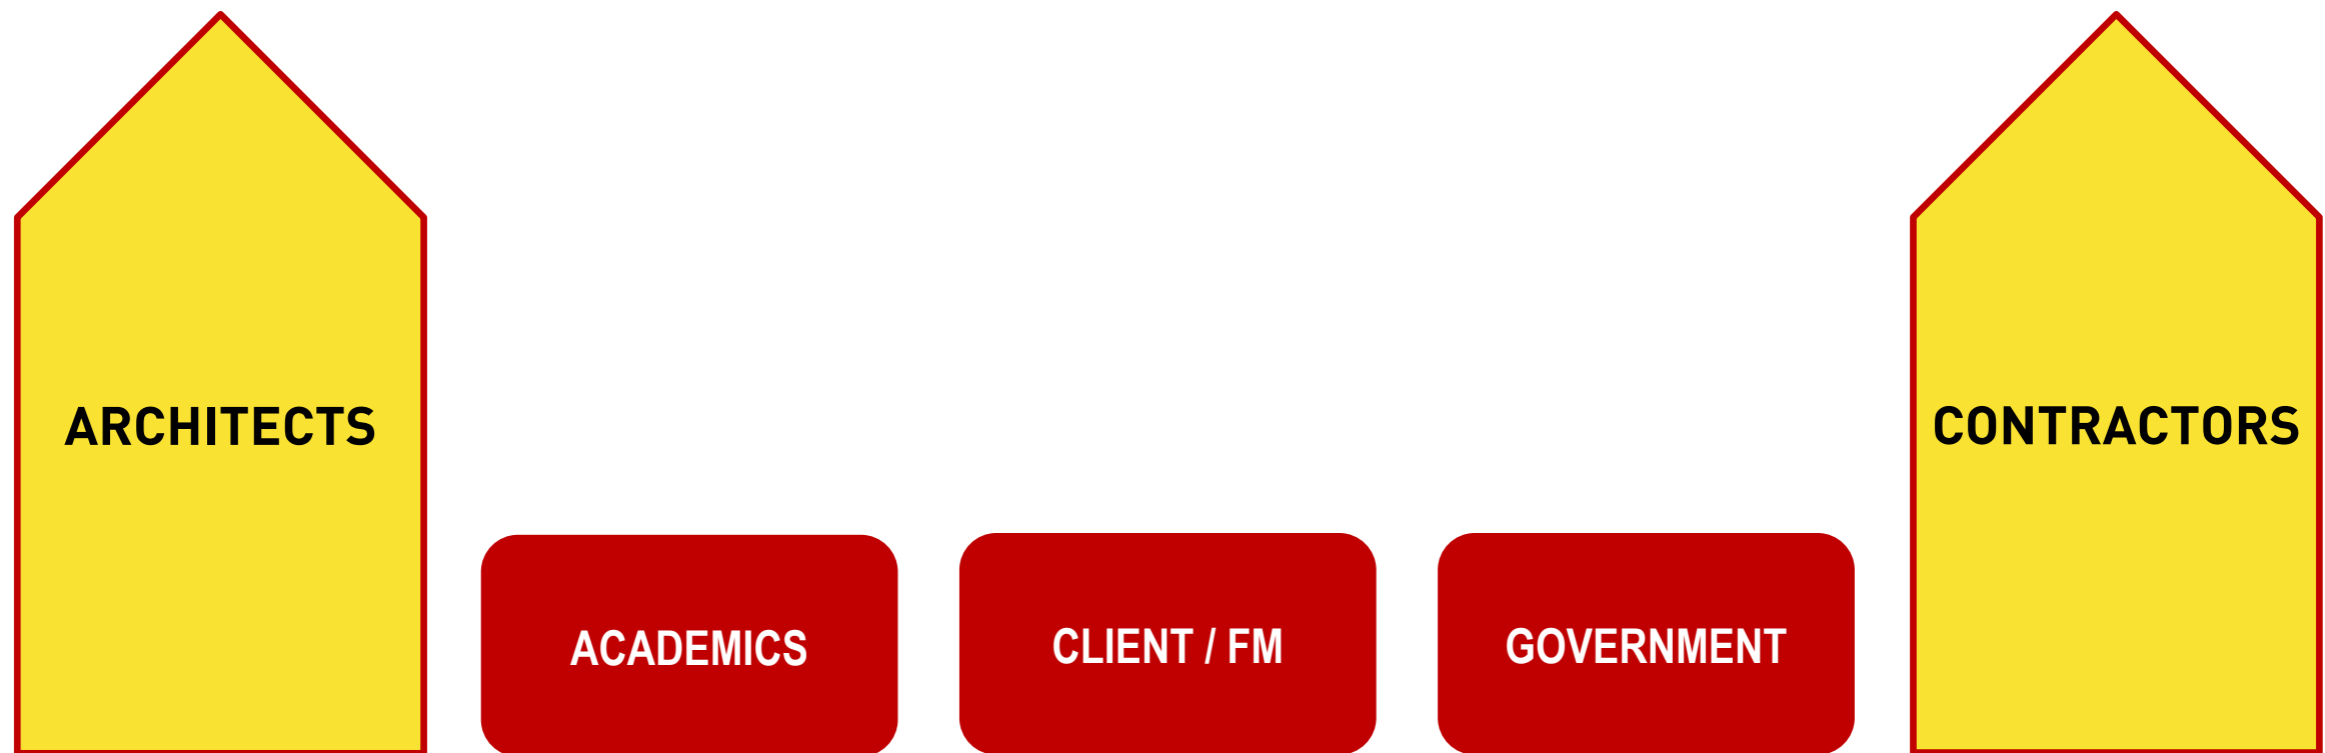 ARCHITECTS
ACADEMICS
CLIENT / FM
GOVERNMENT
CONTRACTORS